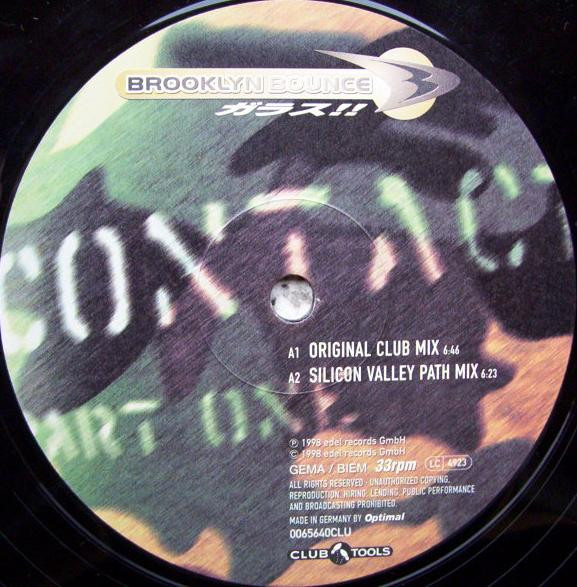 BROOKLYN BOUNCE
ガラス!!
CONTACT
PART ONE
A1 ORIGINAL CLUB MIX 6:46
A2 SILICON VALLEY PATH MIX 6:23
℗ 1998 edel records GmbH
© 1998 edel records GmbH
GEMA / BIEM 33rpm LC 4923
ALL RIGHTS RESERVED · UNAUTHORIZED COPYING,
REPRODUCTION, HIRING, LENDING, PUBLIC PERFORMANCE
AND BROADCASTING PROHIBITED.
MADE IN GERMANY BY Optimal
0065640CLU
CLUB TOOLS